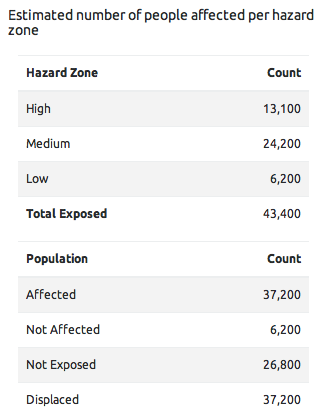 Estimated number of people affected per hazard
zone
Hazard Zone Count
High 13,100
Medium 24,200
Low 6,200
Total Exposed 43,400
Population Count
Affected 37,200
Not Affected 6,200
Not Exposed 26,800
Displaced 37,200